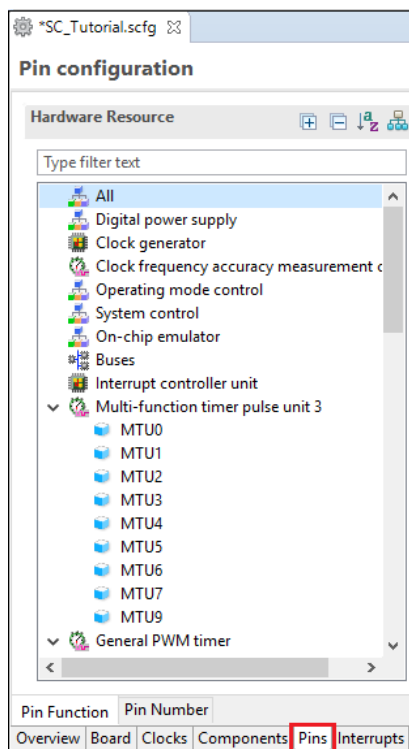 *SC_Tutorial.scfg
Pin configuration
Hardware Resource
Type filter text
All
Digital power supply
Clock generator
Clock frequency accuracy measurement c
Operating mode control
System control
On-chip emulator
Buses
Interrupt controller unit
Multi-function timer pulse unit 3
MTU0
MTU1
MTU2
MTU3
MTU4
MTU5
MTU6
MTU7
MTU9
General PWM timer
Pin Function Pin Number
Overview Board Clocks Components Pins Interrupts